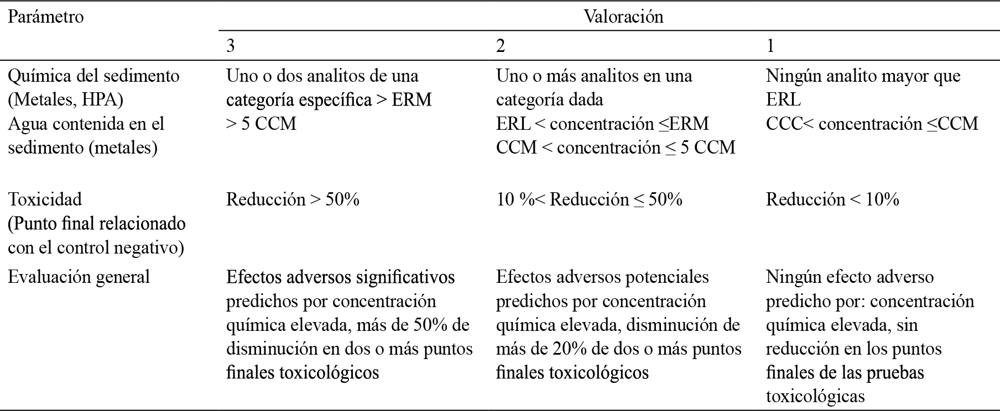 Parámetro Valoración
3 2 1
Química del sedimento Uno o dos analitos de una Uno o más analitos en una Ningún analito mayor que
(Metales, HPA) categoría específica > ERM categoría dada ERL
Agua contenida en el > 5 CCM ERL < concentración ≤ERM CCC< concentración ≤CCM
sedimento (metales) CCM < concentración ≤ 5 CCM
Toxicidad Reducción > 50% 10 %< Reducción ≤ 50% Reducción < 10%
(Punto final relacionado
con el control negativo)
Evaluación general Efectos adversos significativos Efectos adversos potenciales Ningún efecto adverso
predichos por concentración predichos por concentración predicho por: concentración
química elevada, más de 50% de química elevada, disminución de química elevada, sin
disminución en dos o más puntos más de 20% de dos o más puntos reducción en los puntos
finales toxicológicos finales toxicológicos finales de las pruebas
toxicológicas